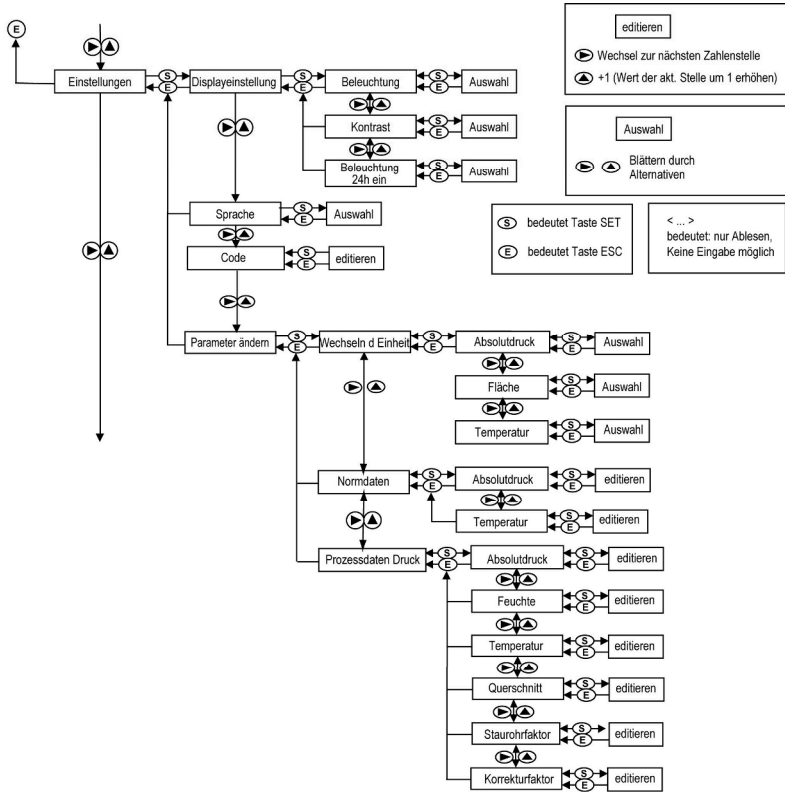 E
editieren
Wechsel zur nächsten Zahlenstelle
+1 (Wert der akt. Stelle um 1 erhöhen)
Einstellungen
S
E
Displayeinstellung
S
E
Beleuchtung
S
E
Auswahl
Kontrast
S
E
Auswahl
Auswahl
Blättern durch
Alternativen
Beleuchtung
24h ein
S
E
Auswahl
Sprache
S
E
Auswahl
S bedeutet Taste SET
E bedeutet Taste ESC
< ... >
bedeutet: nur Ablesen,
Keine Eingabe möglich
Code
S
E
editieren
Parameter ändern
S
E
Wechseln d Einheit
S
E
Absolutdruck
S
E
Auswahl
Fläche
S
E
Auswahl
Temperatur
S
E
Auswahl
Normdaten
S
E
Absolutdruck
S
E
editieren
Temperatur
S
E
editieren
Prozessdaten Druck
S
E
Absolutdruck
S
E
editieren
Feuchte
S
E
editieren
Temperatur
S
E
editieren
Querschnitt
S
E
editieren
Staurohrfaktor
S
E
editieren
Korrekturfaktor
S
E
editieren